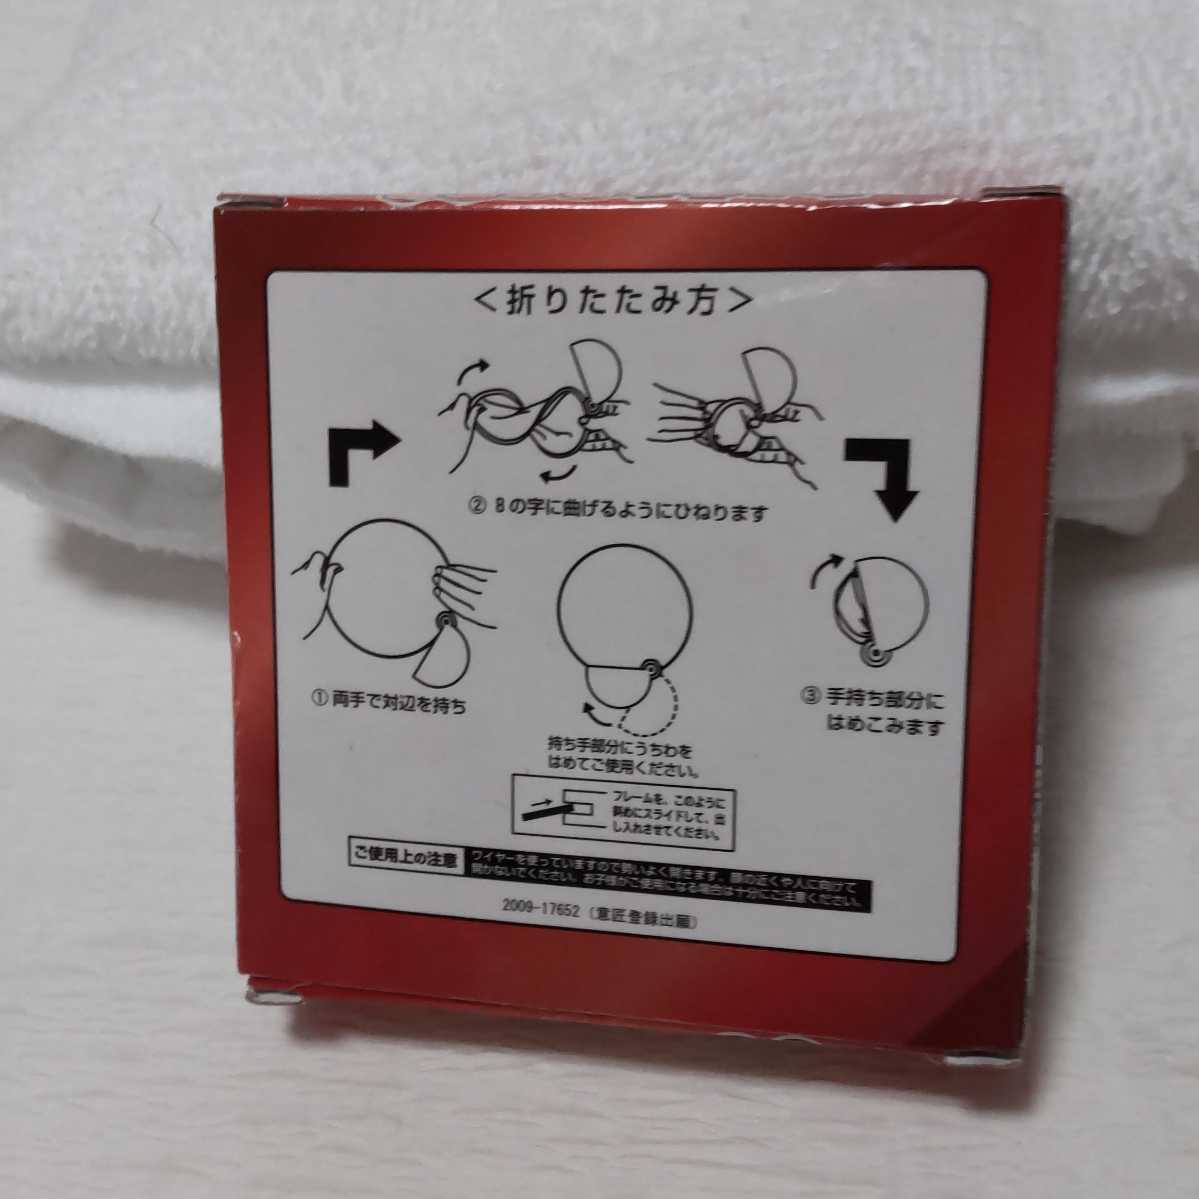 ＜折りたたみ方＞
② 8の字に曲げるようにひねります
① 両手で対辺を持ち
③ 手持ち部分に
はめこみます
持ち手部分にうちわを
はめてご使用ください。
フレームを、このように
斜めにスライドして、出
し入れさせてください。
ご使用上の注意
ワイヤーを使っていますので勢いよく開きます。顔の近くや人に向けて
開かないでください。お子様がご使用になる場合は十分にご注意ください。
2009-17652（意匠登録出願）